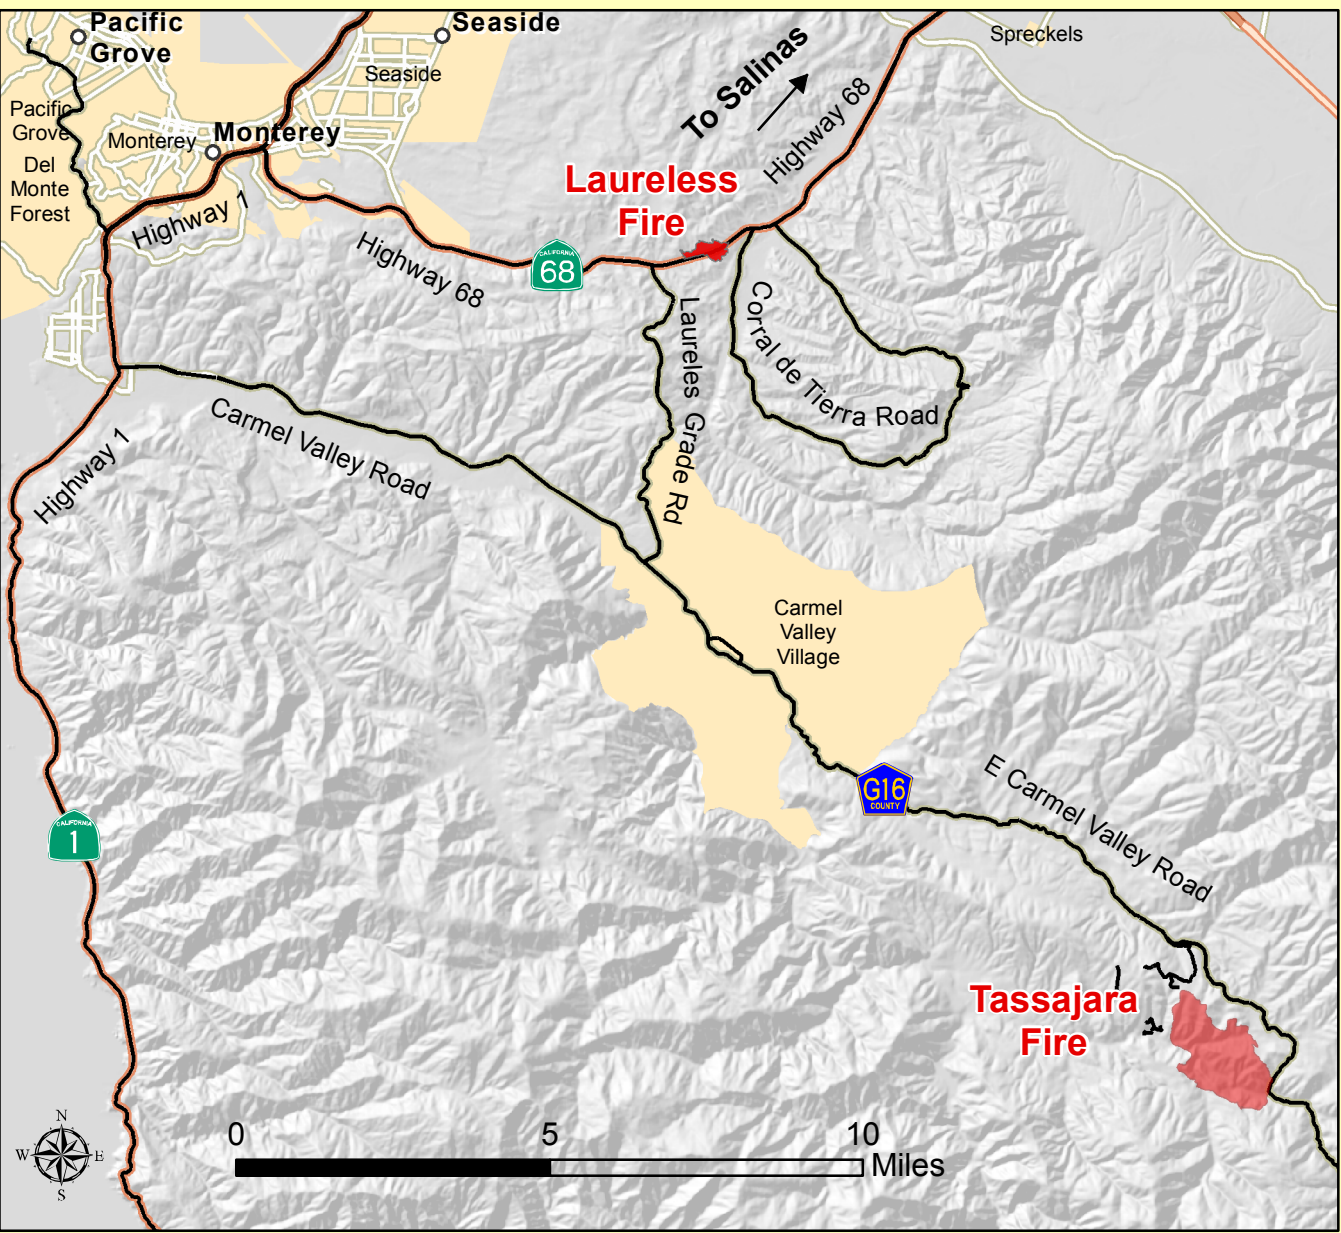 Pacific
Grove
Seaside
Spreckels
Seaside
To Salinas
Highway 68
Pacific
Grove
Monterey
Monterey
Del
Monte
Forest
Laureless
Fire
Highway 1
Highway 68
CALIFORNIA
68
Laureles Grade Rd
Corral de Tierra Road
Carmel Valley Road
Highway 1
Carmel
Valley
Village
G16
COUNTY
E Carmel Valley Road
CALIFORNIA
1
Tassajara
Fire
N
W E
S
0 5 10
Miles